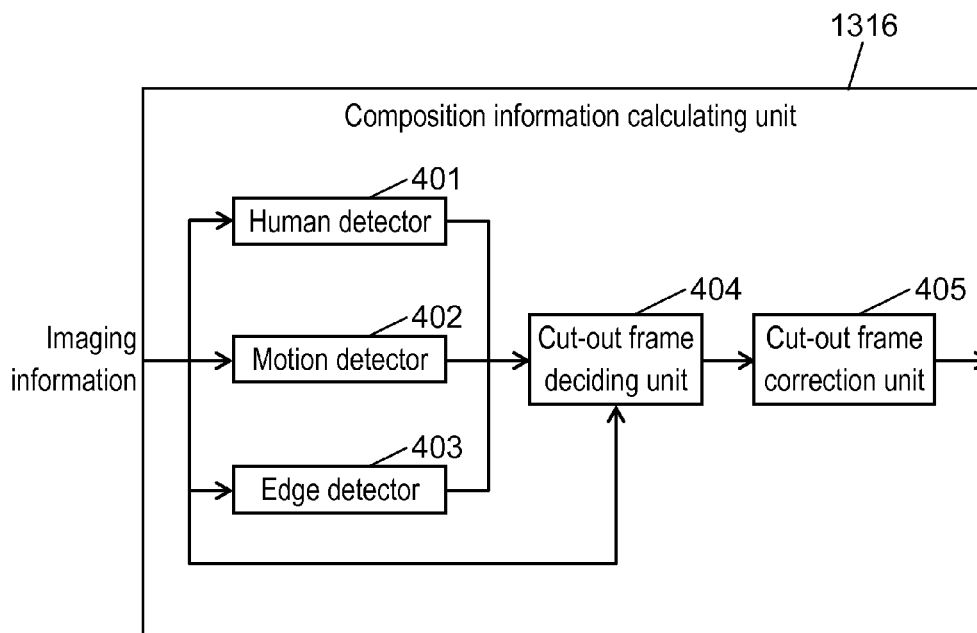 1316
Composition information calculating unit
401
Human detector
402
Motion detector
403
Edge detector
Imaging
information
404
Cut-out frame
deciding unit
405
Cut-out frame
correction unit